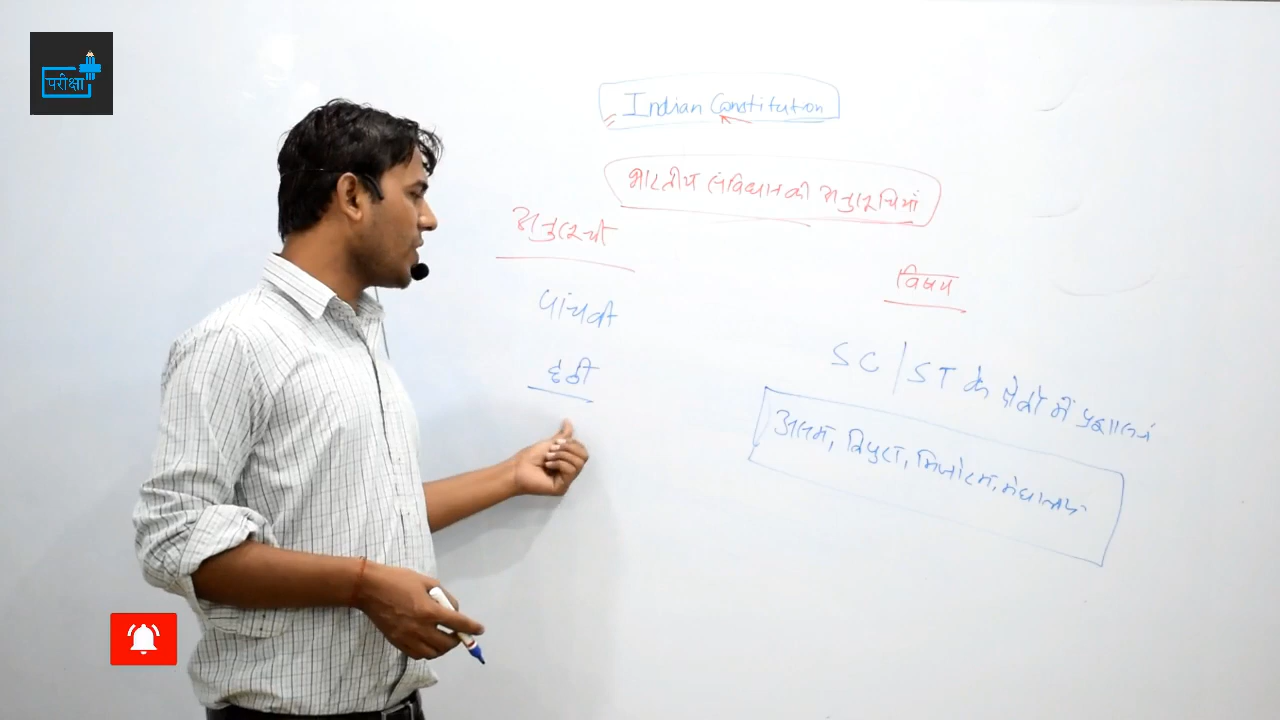 परीक्षा
Indian Constitution
भारतीय संविधान की अनुसूचियां
अनुसूची
विषय
पांचवी
SC | ST के क्षेत्रों में प्रशासन
छठी
असम, त्रिपुरा, मिजोरम, मेघालय